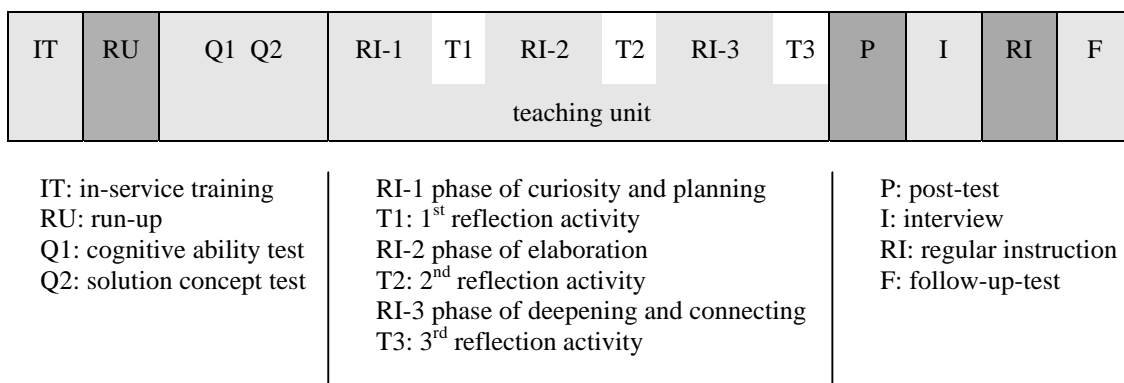 IT RU Q1 Q2 RI-1 T1 RI-2 T2 RI-3 T3 P I RI F
teaching unit
IT: in-service training
RU: run-up
Q1: cognitive ability test
Q2: solution concept test
RI-1 phase of curiosity and planning
T1: 1st reflection activity
RI-2 phase of elaboration
T2: 2nd reflection activity
RI-3 phase of deepening and connecting
T3: 3rd reflection activity
P: post-test
I: interview
RI: regular instruction
F: follow-up-test